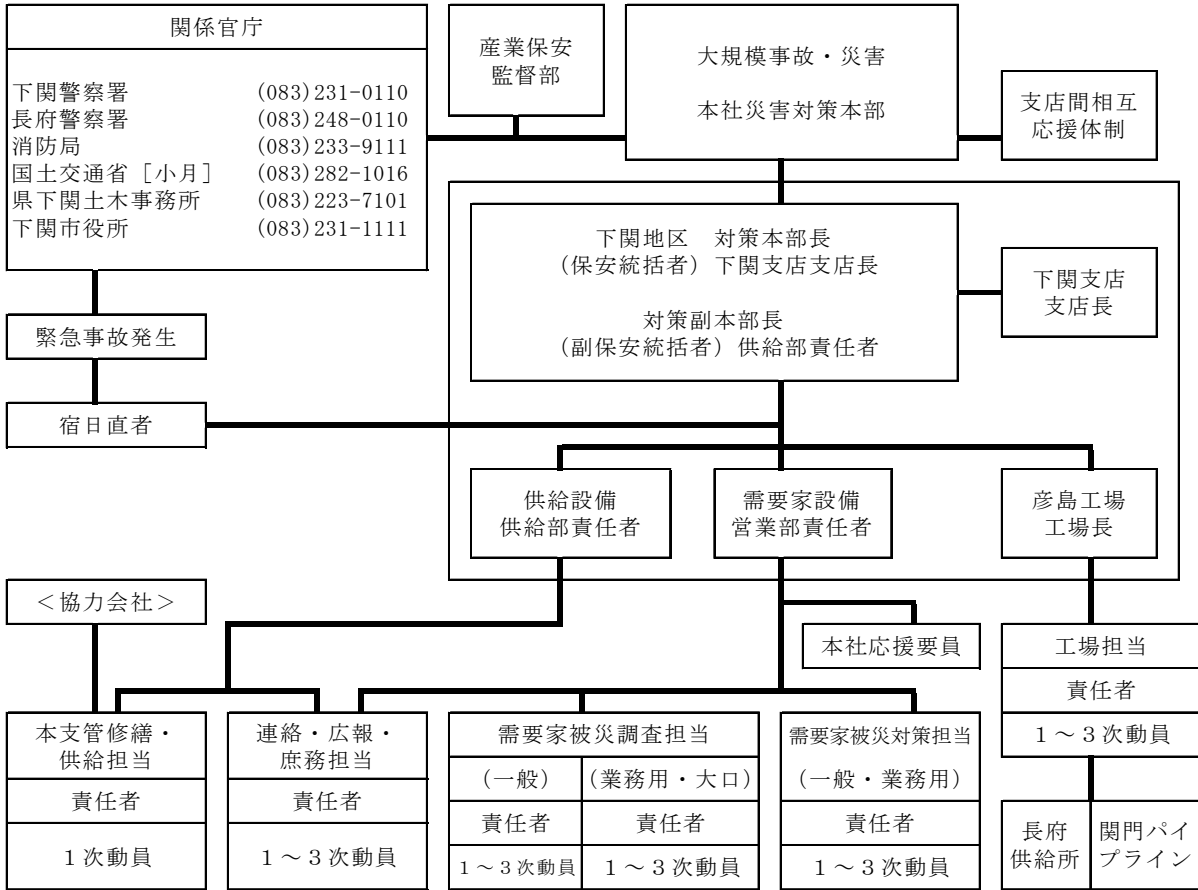 関係官庁
下関警察署 (083)231-0110
長府警察署 (083)248-0110
消防局 (083)233-9111
国土交通省［小月］ (083)282-1016
県下関土木事務所 (083)223-7101
下関市役所 (083)231-1111
産業保安
監督部
大規模事故・災害
本社災害対策本部
支店間相互
応援体制
下関地区　対策本部長
(保安統括者) 下関支店支店長
対策副本部長
(副保安統括者) 供給部責任者
下関支店
支店長
緊急事故発生
宿日直者
供給設備
供給部責任者
需要家設備
営業部責任者
彦島工場
工場長
＜協力会社＞
本社応援要員
本支管修繕・
供給担当
責任者
１次動員
連絡・広報・
庶務担当
責任者
１～３次動員
需要家被災調査担当
(一般) (業務用・大口)
責任者 責任者
１～３次動員 １～３次動員
需要家被災対策担当
(一般・業務用)
責任者
１～３次動員
工場担当
責任者
１～３次動員
長府
供給所
関門パイ
プライン